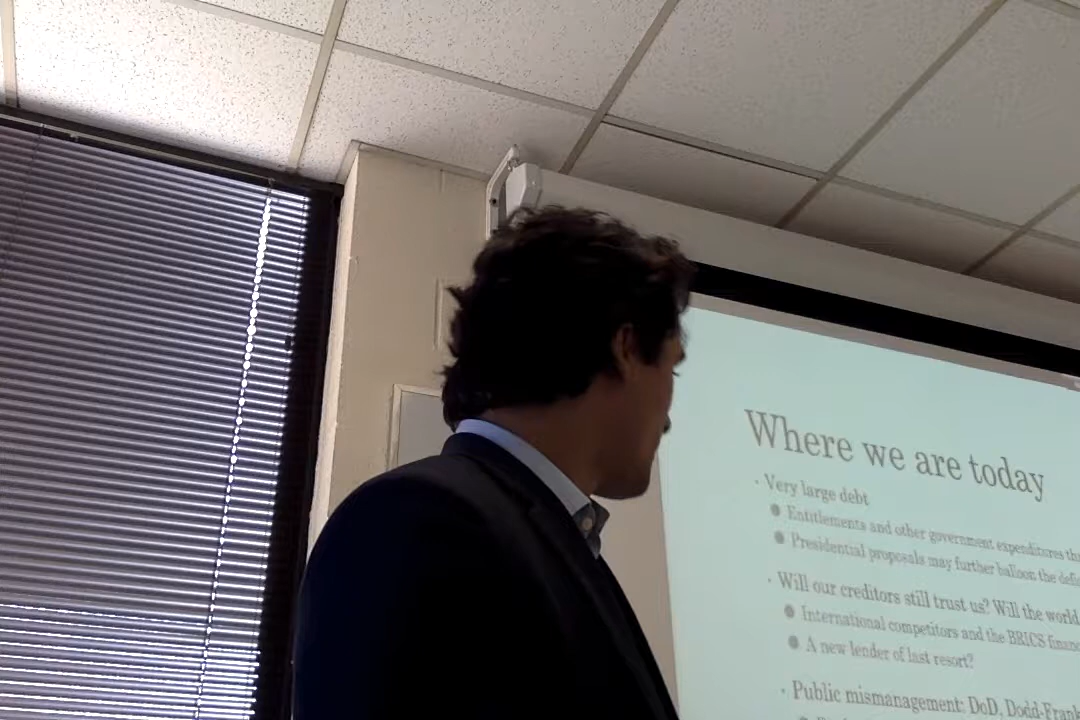 Where we are today
· Very large debt
● Entitlements and other government expenditures
● Presidential proposals may further balloon the
· Will our creditors still trust us? Will the world
● International competitors and the BRICS
● A new lender of last resort?
· Public mismanagement: DoD, Dodd-Frank